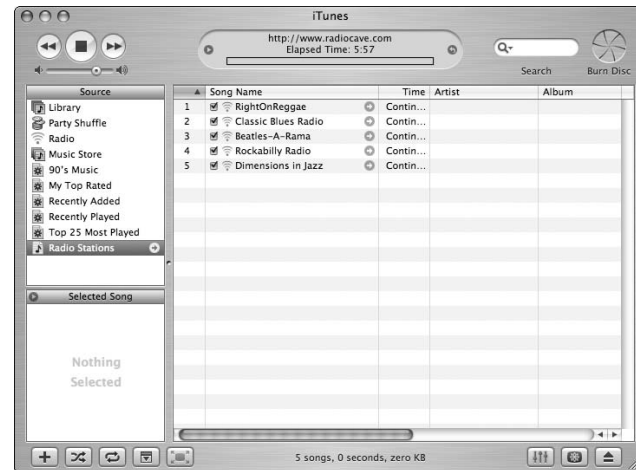 iTunes
http://www.radiocave.com
Elapsed Time: 5:57
Search
Burn Disc
Source
Library
Party Shuffle
Radio
Music Store
90's Music
My Top Rated
Recently Added
Recently Played
Top 25 Most Played
Radio Stations
Selected Song
Nothing
Selected
Song Name Time Artist Album
1 RightOnReggae Contin...
2 Classic Blues Radio Contin...
3 Beatles-A-Rama Contin...
4 Rockabilly Radio Contin...
5 Dimensions in Jazz Contin...
5 songs, 0 seconds, zero KB